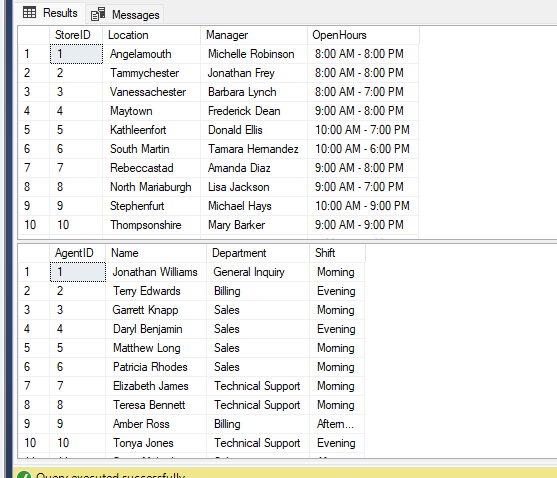 Results Messages
StoreID Location Manager OpenHours
1 1 Angelamouth Michelle Robinson 8:00 AM - 8:00 PM
2 2 Tammychester Jonathan Frey 8:00 AM - 8:00 PM
3 3 Vanessachester Barbara Lynch 8:00 AM - 7:00 PM
4 4 Maytown Frederick Dean 9:00 AM - 8:00 PM
5 5 Kathleenfort Donald Ellis 10:00 AM - 7:00 PM
6 6 South Martin Tamara Hernandez 10:00 AM - 6:00 PM
7 7 Rebeccastad Amanda Diaz 9:00 AM - 8:00 PM
8 8 North Mariaburgh Lisa Jackson 9:00 AM - 7:00 PM
9 9 Stephenfurt Michael Hays 10:00 AM - 9:00 PM
10 10 Thompsonshire Mary Barker 9:00 AM - 9:00 PM
AgentID Name Department Shift
1 1 Jonathan Williams General Inquiry Morning
2 2 Terry Edwards Billing Evening
3 3 Garrett Knapp Sales Morning
4 4 Daryl Benjamin Sales Evening
5 5 Matthew Long Sales Morning
6 6 Patricia Rhodes Sales Morning
7 7 Elizabeth James Technical Support Morning
8 8 Teresa Bennett Technical Support Morning
9 9 Amber Ross Billing Aftern...
10 10 Tonya Jones Technical Support Evening
Query executed successfully